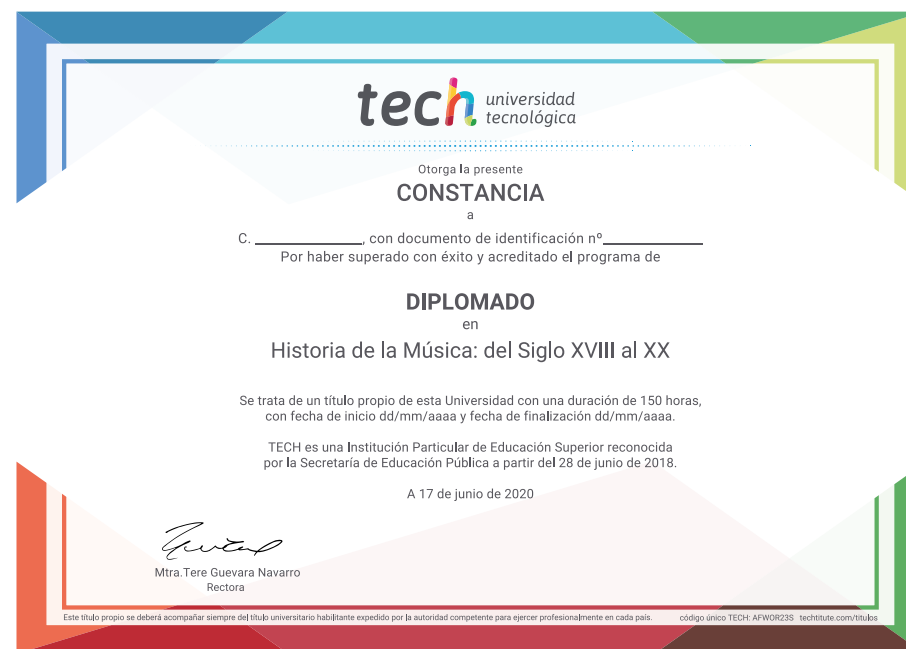 tech universidad
tecnológica
Otorga la presente
CONSTANCIA
a
C. ____________, con documento de identificación nº___________
Por haber superado con éxito y acreditado el programa de
DIPLOMADO
en
Historia de la Música: del Siglo XVIII al XX
Se trata de un título propio de esta Universidad con una duración de 150 horas,
con fecha de inicio dd/mm/aaaa y fecha de finalización dd/mm/aaaa.
TECH es una Institución Particular de Educación Superior reconocida
por la Secretaría de Educación Pública a partir del 28 de junio de 2018.
A 17 de junio de 2020
Mtra.Tere Guevara Navarro
Rectora
Este título propio se deberá acompañar siempre del título universitario habilitante expedido por la autoridad competente para ejercer profesionalmente en cada país. código único TECH: AFWOR23S techtitute.com/titulos